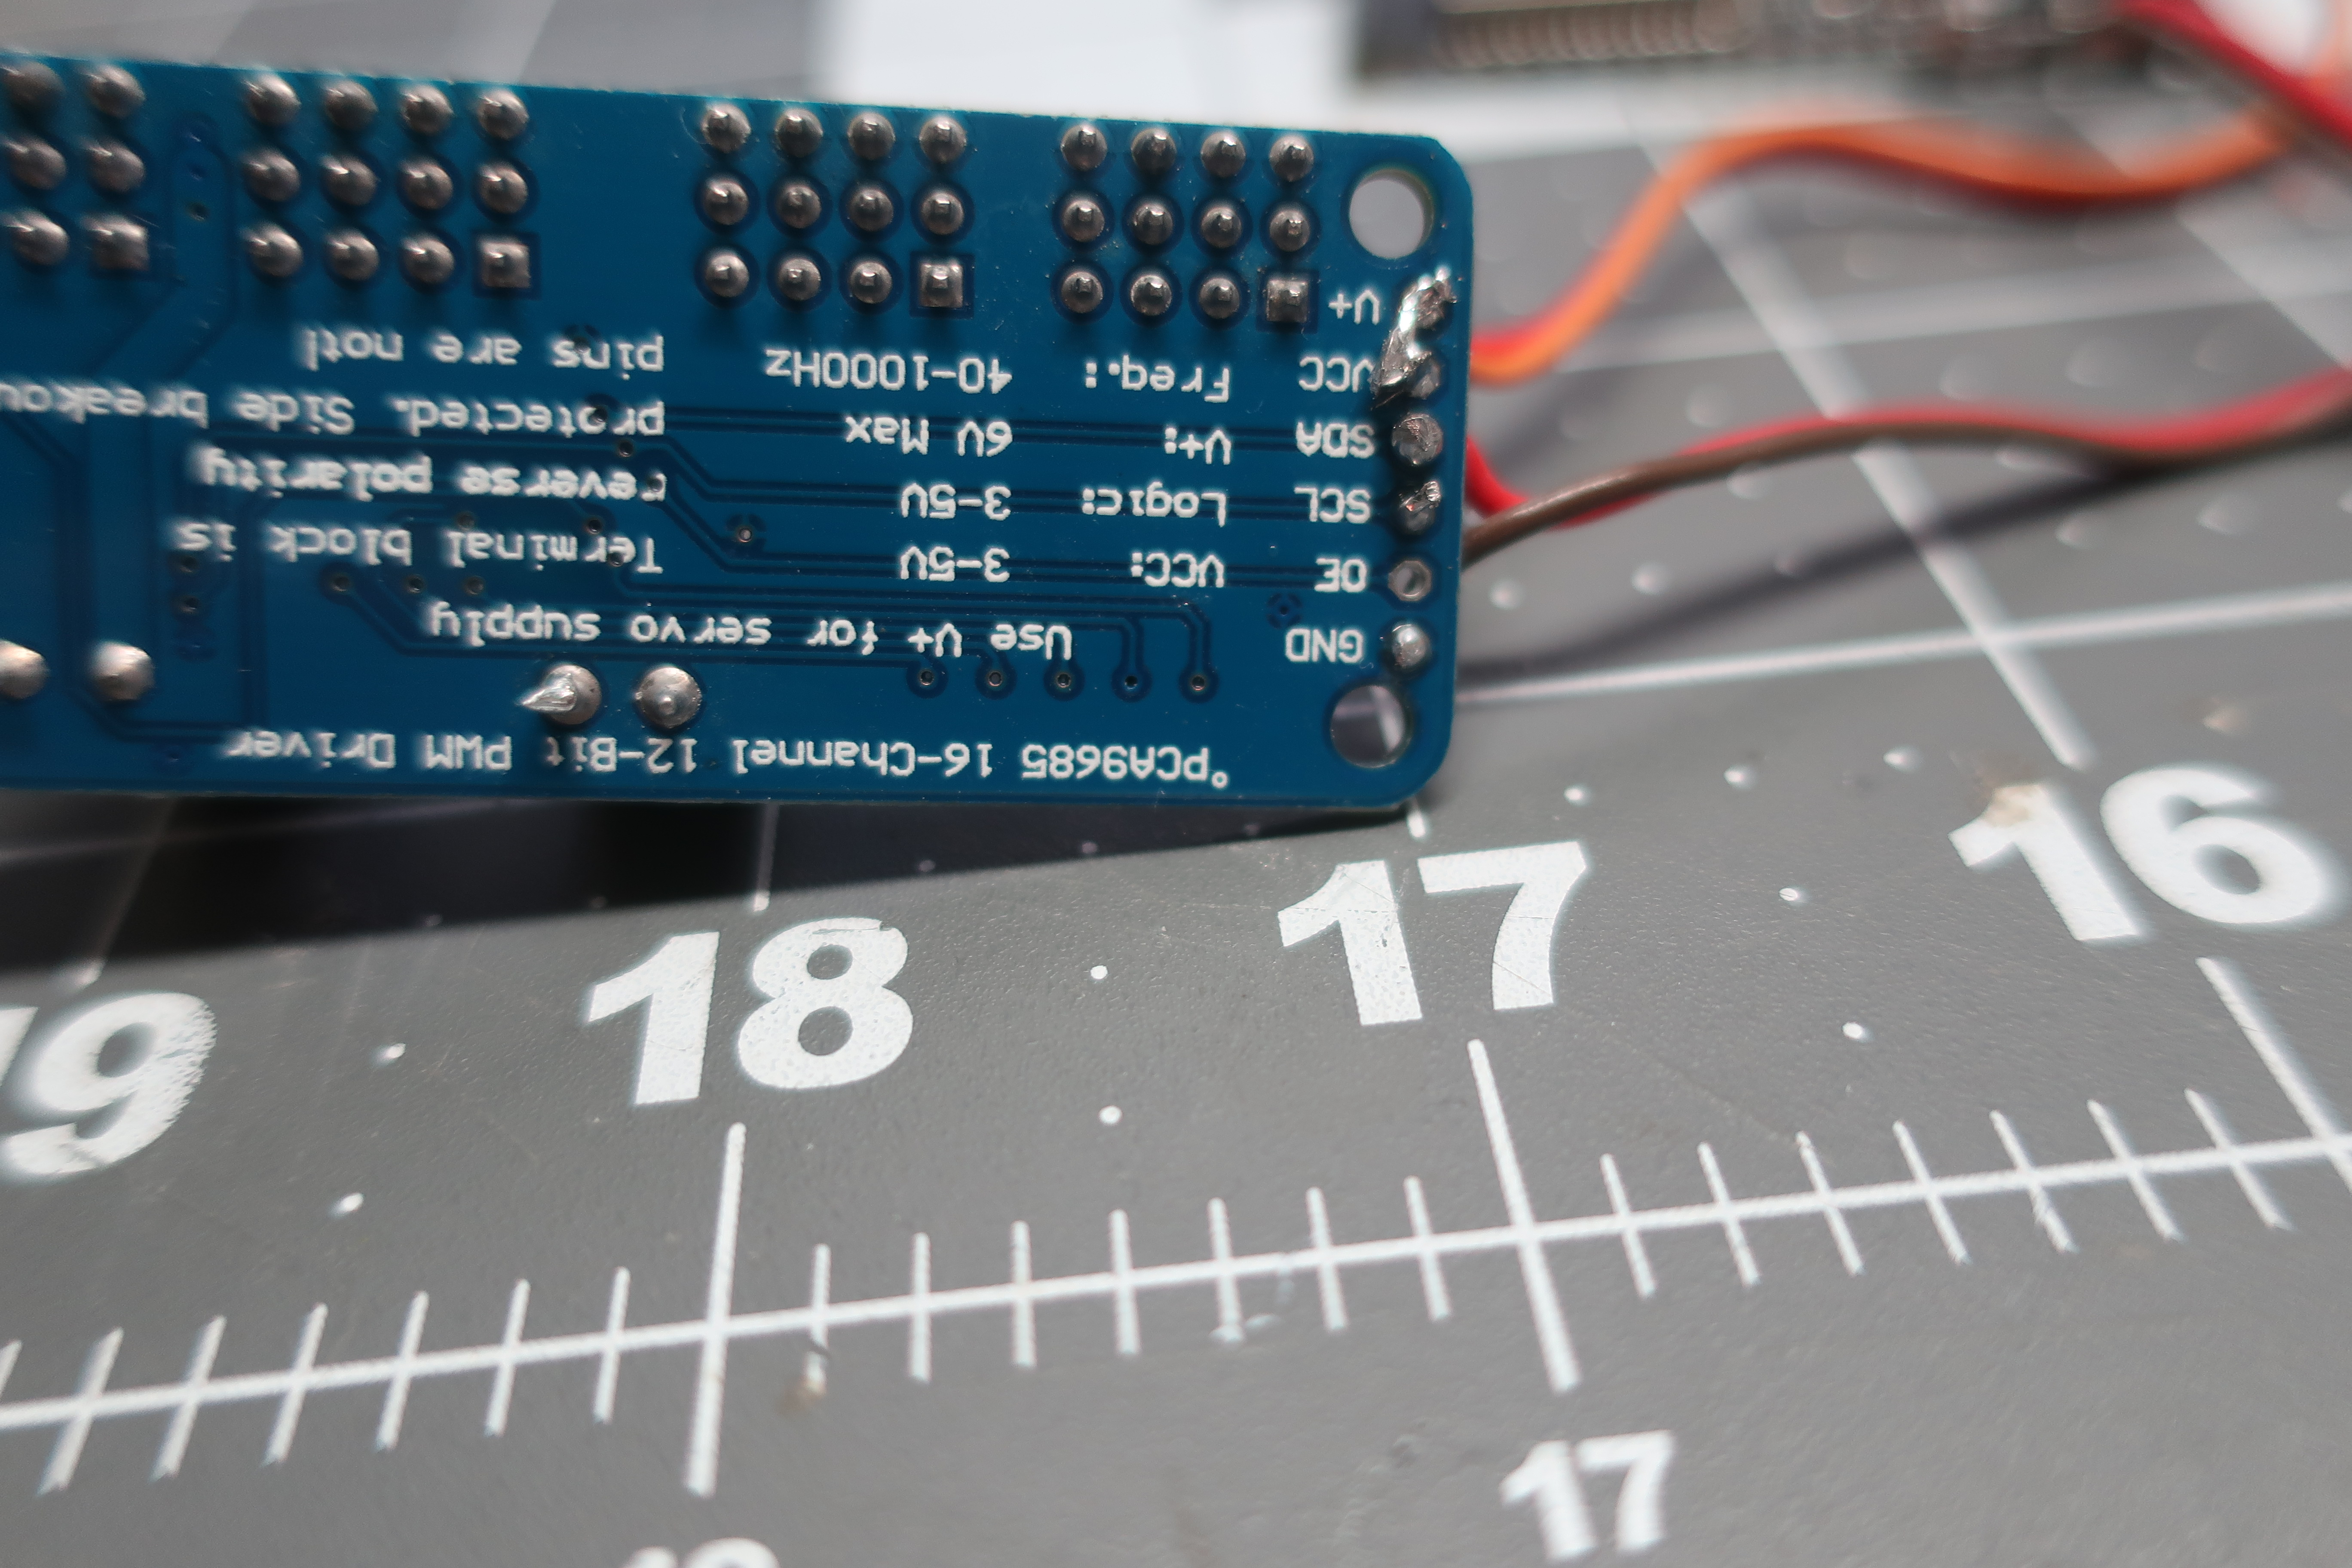 °PCA9685 16-Channel 12-Bit PWM Driver
GND Use V+ for servo supply
OE VCC: 3-5V Terminal block is
SCL Logic: 3-5V reverse polarity
SDA V+: 6V Max protected. Side
VCC Freq.: 40-1000Hz pins are not!
V+
19 18 17 16
17